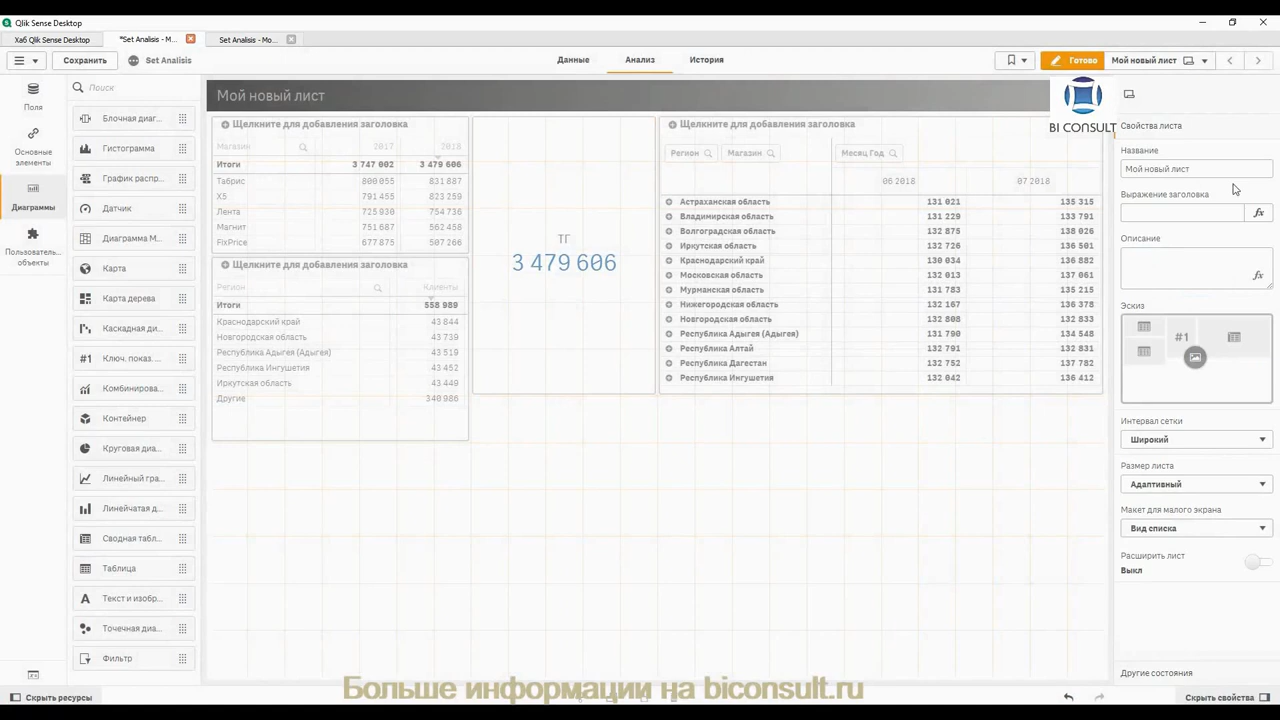 Qlik Sense Desktop
Хаб Qlik Sense Desktop
*Set Analisis - M...
Set Analisis - Mo...
Сохранить
Set Analisis
Данные
Анализ
История
Готово
Мой новый лист
Поля
Основные элементы
Диаграммы
Пользователь... объекты
Поиск
Блочная диаг...
Гистограмма
График распр...
Датчик
Диаграмма M...
Карта
Карта дерева
Каскадная ди...
#1 Ключ. показ. ...
Комбинирова...
Контейнер
Круговая диа...
Линейный гра...
Линейчатая д...
Сводная табл...
Таблица
A Текст и изобр...
Точечная диа...
Фильтр
Мой новый лист
Щелкните для добавления заголовка
Магазин 2017 2018
Итоги 3 747 002 3 479 606
Табрис 800 055 831 887
X5 791 455 823 259
Лента 725 930 754 736
Магнит 751 687 562 458
FixPrice 677 875 507 266
Щелкните для добавления заголовка
Регион Клиенты
Итоги 558 989
Краснодарский край 43 844
Новгородская область 43 739
Республика Адыгея (Адыгея) 43 519
Республика Ингушетия 43 452
Иркутская область 43 449
Другие 340 986
ТГ
3 479 606
Щелкните для добавления заголовка
Регион Магазин Месяц Год
06 2018 07 2018
Астраханская область 131 021 135 315
Владимирская область 131 229 133 791
Волгоградская область 132 875 138 026
Иркутская область 132 726 136 501
Краснодарский край 130 034 136 882
Московская область 132 013 137 061
Мурманская область 131 783 135 215
Нижегородская область 132 167 136 378
Новгородская область 132 808 132 833
Республика Адыгея (Адыгея) 131 790 134 548
Республика Алтай 132 791 132 831
Республика Дагестан 132 752 137 782
Республика Ингушетия 132 042 136 412
BI CONSULT
Свойства листа
Название
Мой новый лист
Выражение заголовка
fx
Описание
fx
Эскиз
#1
Интервал сетки
Широкий
Размер листа
Адаптивный
Макет для малого экрана
Вид списка
Расширить лист
Выкл
Другие состояния
Скрыть ресурсы
Больше информации на biconsult.ru
Скрыть свойства